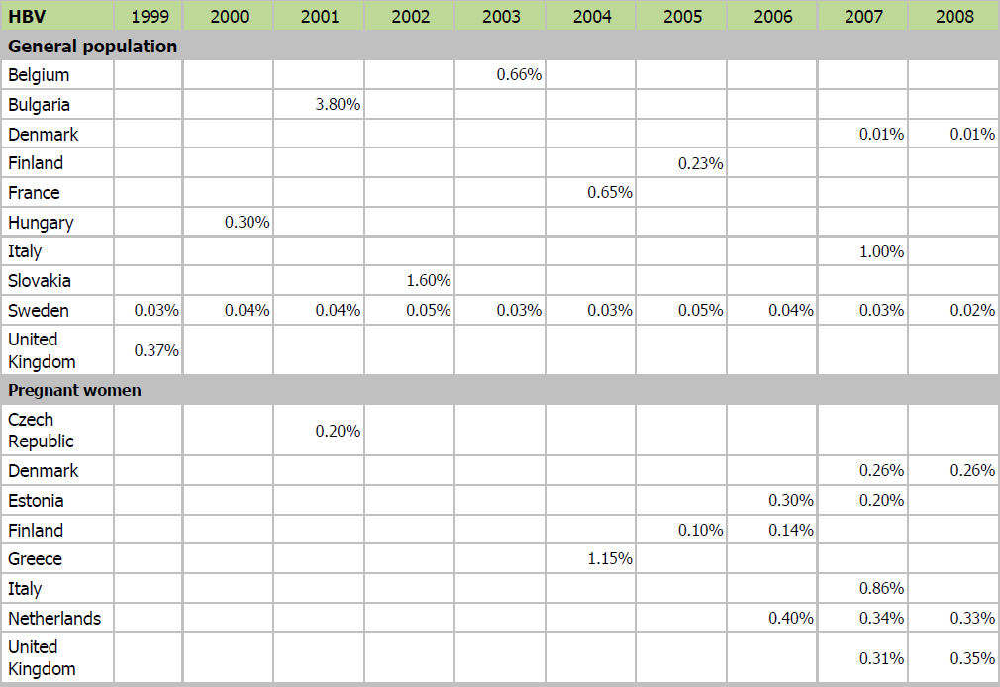 HBV 1999 2000 2001 2002 2003 2004 2005 2006 2007 2008
General population
Belgium 0.66%
Bulgaria 3.80%
Denmark 0.01% 0.01%
Finland 0.23%
France 0.65%
Hungary 0.30%
Italy 1.00%
Slovakia 1.60%
Sweden 0.03% 0.04% 0.04% 0.05% 0.03% 0.03% 0.05% 0.04% 0.03% 0.02%
United
Kingdom 0.37%
Pregnant women
Czech
Republic 0.20%
Denmark 0.26% 0.26%
Estonia 0.30% 0.20%
Finland 0.10% 0.14%
Greece 1.15%
Italy 0.86%
Netherlands 0.40% 0.34% 0.33%
United
Kingdom 0.31% 0.35%